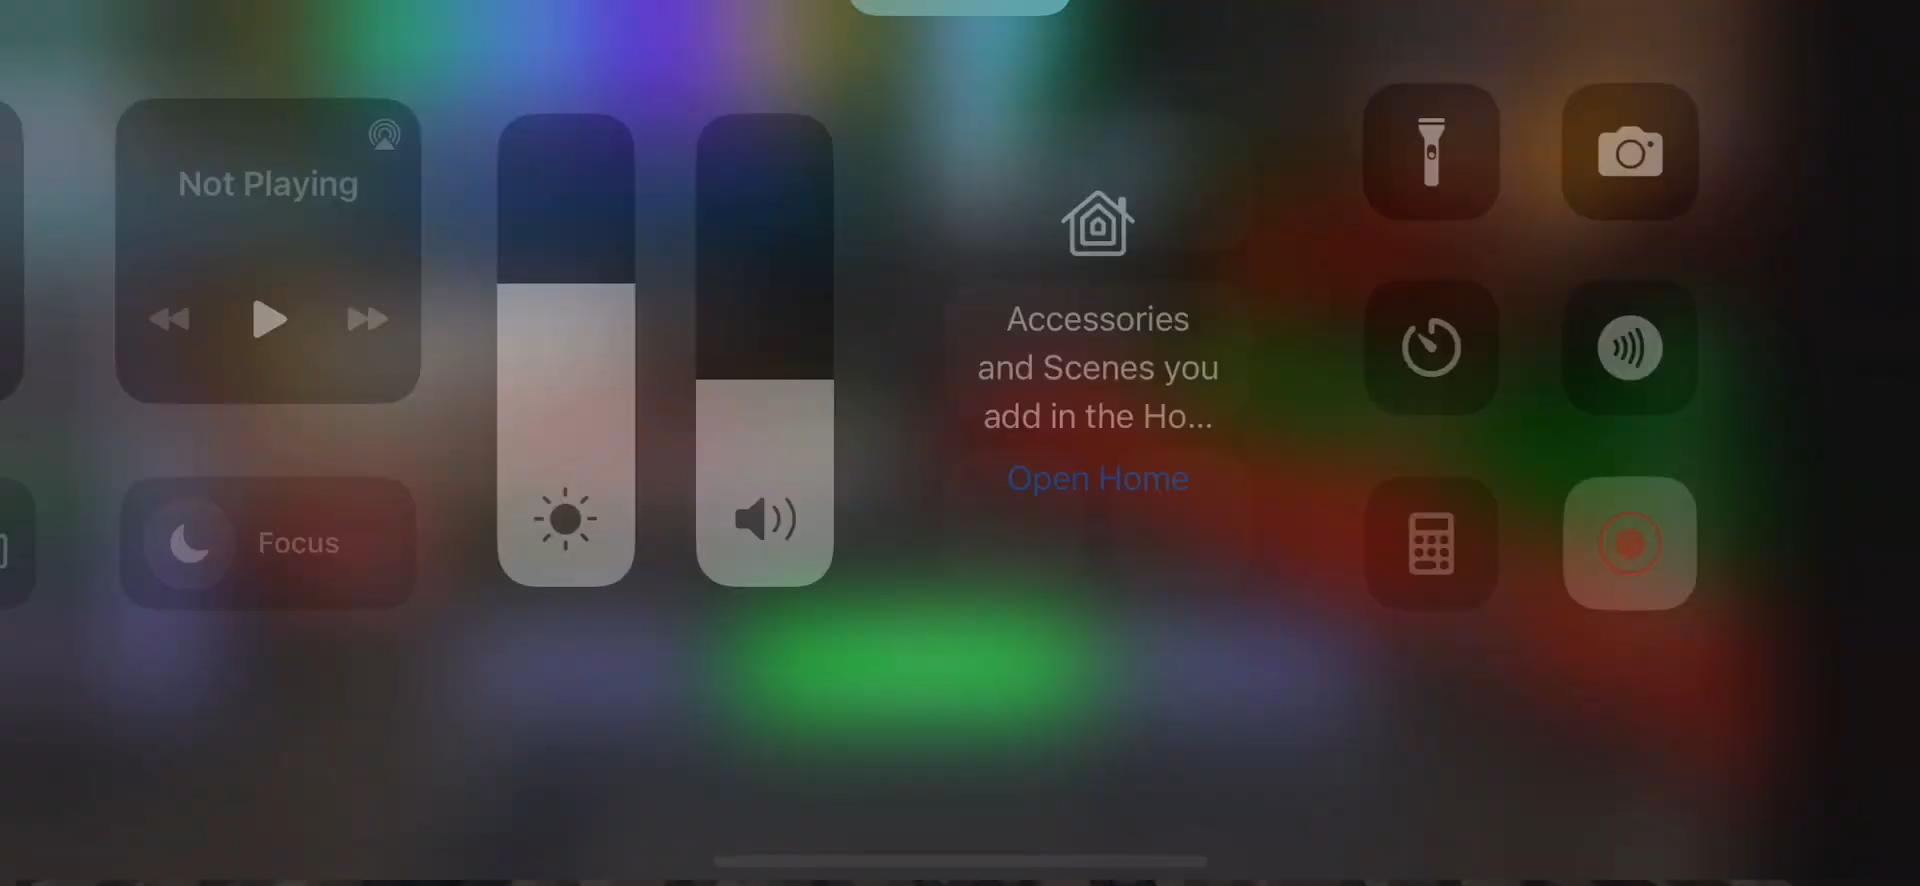 Not Playing
Focus
Accessories
and Scenes you
add in the Ho...
Open Home